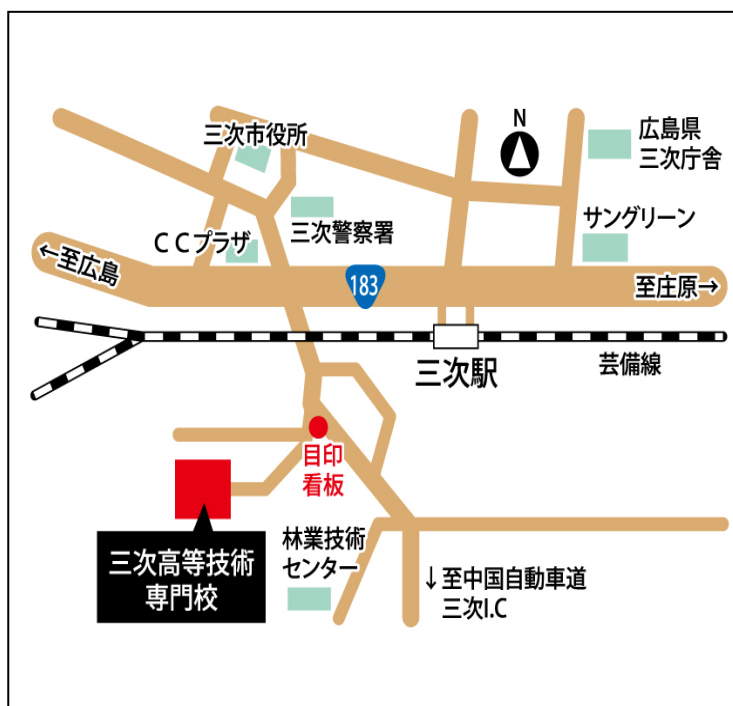 N
三次市役所
広島県
三次庁舎
三次警察署
サングリーン
ＣＣプラザ
←至広島
183
至庄原→
三次駅
芸備線
目印
看板
三次高等技術
専門校
林業技術
センター
↓至中国自動車道
三次I.C